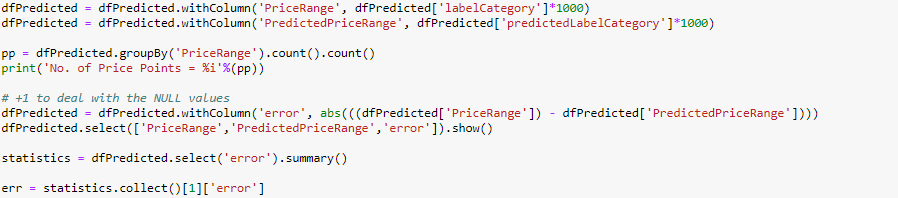 dfPredicted = dfPredicted.withColumn('PriceRange', dfPredicted['labelCategory']*1000)
dfPredicted = dfPredicted.withColumn('PredictedPriceRange', dfPredicted['predictedLabelCategory']*1000)
pp = dfPredicted.groupBy('PriceRange').count().count()
print('No. of Price Points = %i'%(pp))
# +1 to deal with the NULL values
dfPredicted = dfPredicted.withColumn('error', abs(((dfPredicted['PriceRange']) - dfPredicted['PredictedPriceRange'])))
dfPredicted.select(['PriceRange','PredictedPriceRange','error']).show()
statistics = dfPredicted.select('error').summary()
err = statistics.collect()[1]['error']